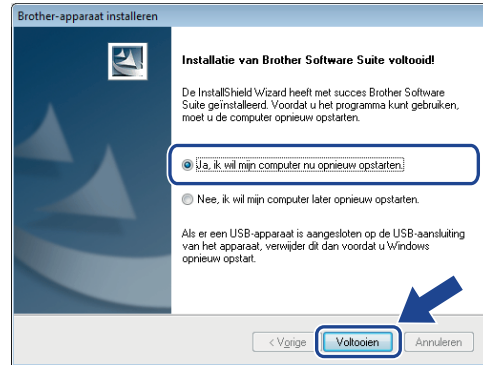 Brother-apparaat installeren
Installatie van Brother Software Suite voltooid!
De InstallShield Wizard heeft met succes Brother Software
Suite geïnstalleerd. Voordat u het programma kunt gebruiken,
moet u de computer opnieuw opstarten.
Ja, ik wil mijn computer nu opnieuw opstarten.
Nee, ik wil mijn computer later opnieuw opstarten.
Als er een USB-apparaat is aangesloten op de USB-aansluiting
van het apparaat, verwijder dit dan voordat u Windows
opnieuw opstart.
< Vorige Voltooien Annuleren